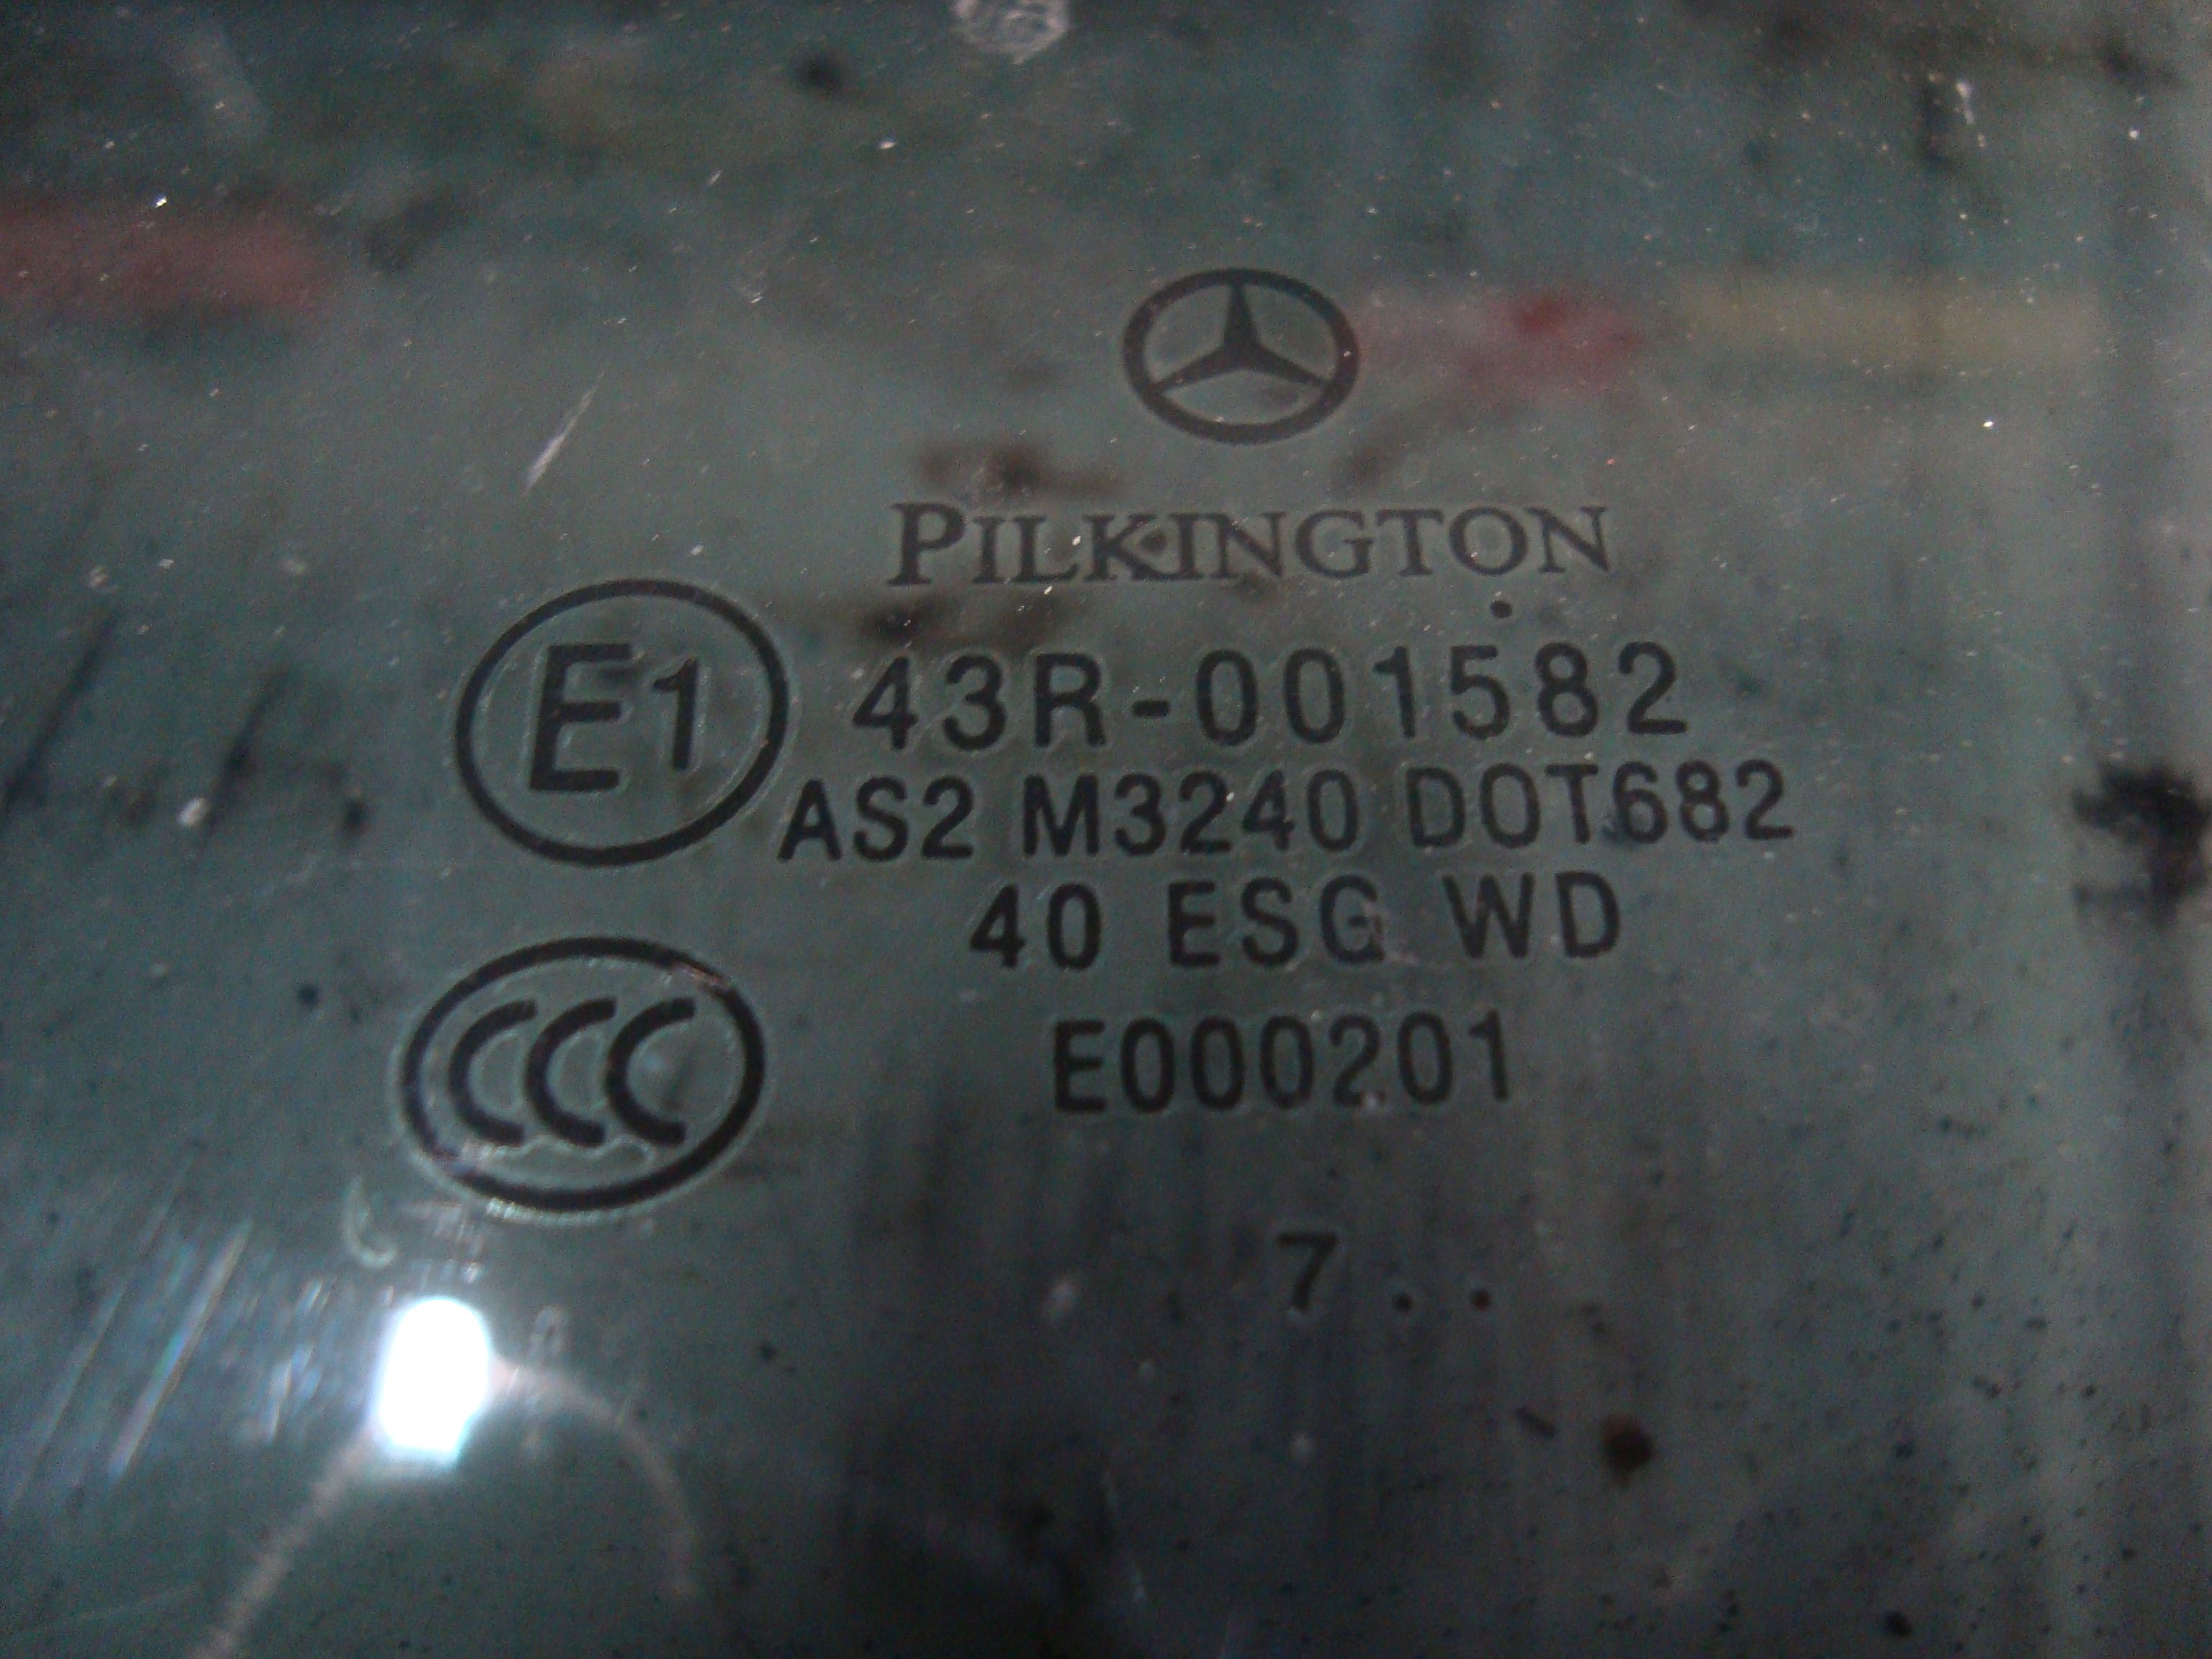 PILKINGTON
E1 43R-001582
AS2 M3240 DOT682
40 ESG WD
CCC E000201
7 . .